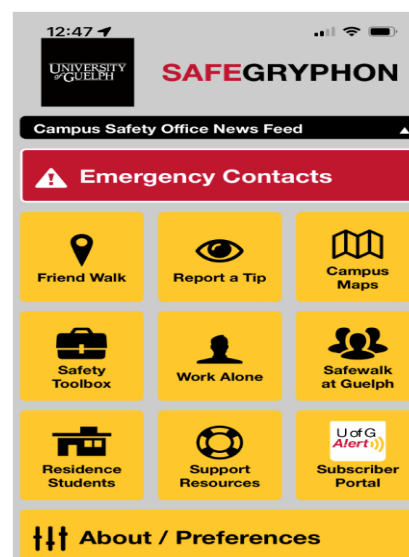 12:47
UNIVERSITY
OF GUELPH
SAFEGRYPHON
Campus Safety Office News Feed
Emergency Contacts
Friend Walk
Report a Tip
Campus
Maps
Safety
Toolbox
Work Alone
Safewalk
at Guelph
Residence
Students
Support
Resources
U of G
Alert
Subscriber
Portal
About / Preferences